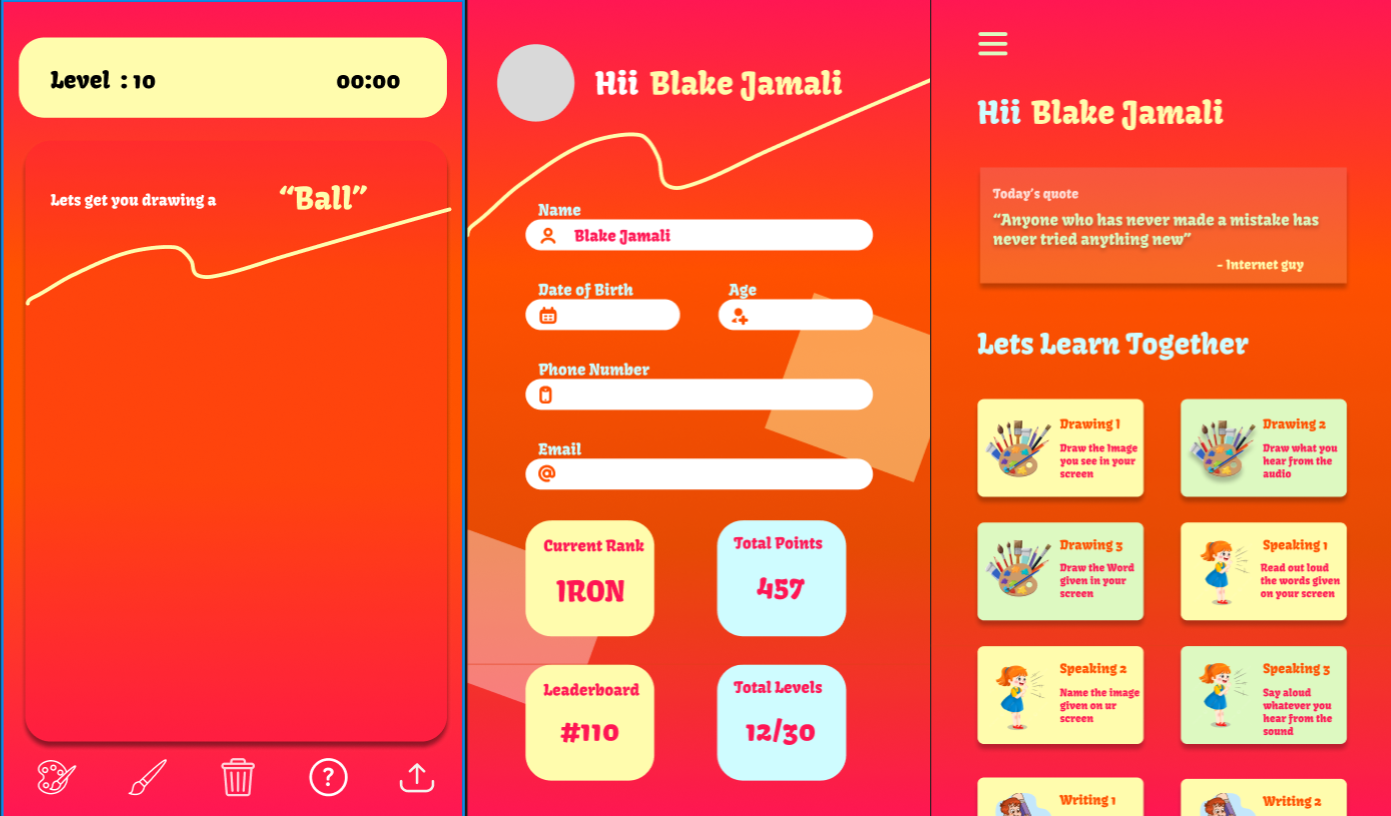 Level : 10
00:00
Lets get you drawing a “Ball”
?
Hii Blake Jamali
Name
Blake Jamali
Date of Birth
Age
Phone Number
Email
@
Current Rank
IRON
Total Points
457
Leaderboard
#110
Total Levels
12/30
Hii Blake Jamali
Today's quote
“Anyone who has never made a mistake has
never tried anything new”
- Internet guy
Lets Learn Together
Drawing 1
Draw the Image
you see in your
screen
Drawing 2
Draw what you
hear from the
audio
Drawing 3
Draw the Word
given in your
screen
Speaking 1
Read out loud
the words given
on your screen
Speaking 2
Name the image
given on ur
screen
Speaking 3
Say aloud
whatever you
hear from the
sound
Writing 1
Writing 2